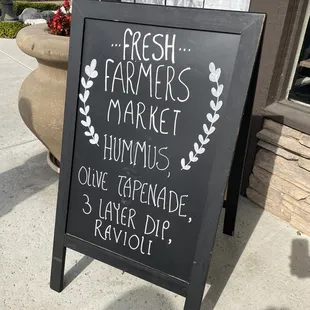 ...FRESH...
FARMERS
MARKET
HUMMUS,
OLIVE TAPENADE,
3 LAYER DIP,
RAVIOLI